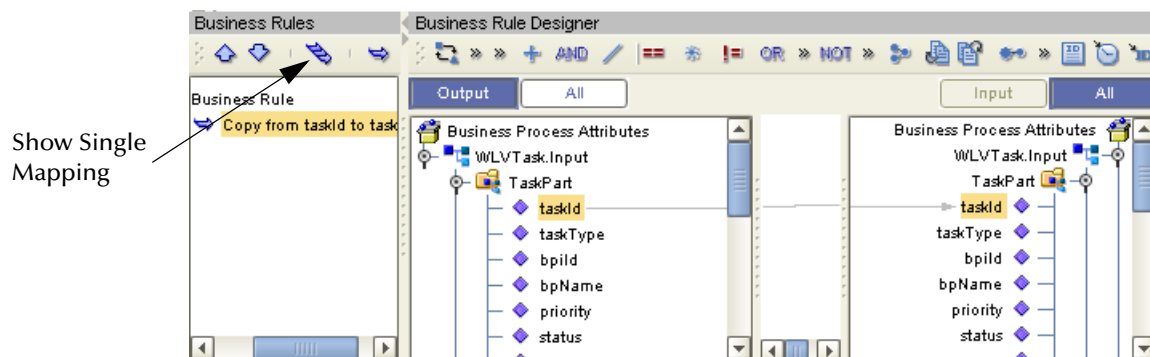 Business Rules
Business Rule Designer
» » AND == != OR » NOT » » ID
Output All
Input All
Business Rule
Copy from taskId to task
Show Single
Mapping
Business Process Attributes
WLVTask.Input
TaskPart
taskId
taskType
bpiId
bpName
priority
status
Business Process Attributes
WLVTask.Input
TaskPart
taskId
taskType
bpiId
bpName
priority
status